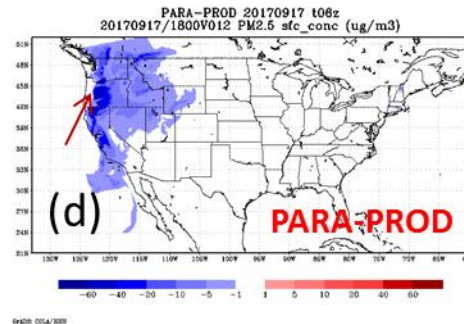 PARA-PROD 20170917 t06z
20170917/1800V012 PM2.5 sfc_conc (ug/m3)
51N
48N
45N
42N
39N
36N
33N
30N
27N
24N
21N
(d)
PARA-PROD
130W 125W 120W 115W 110W 105W 100W 95W 90W 85W 80W 75W 70W 65W 60W
-60 -40 -20 -10 -5 -1 1 5 10 20 40 60
GrADS: COLA/IGES